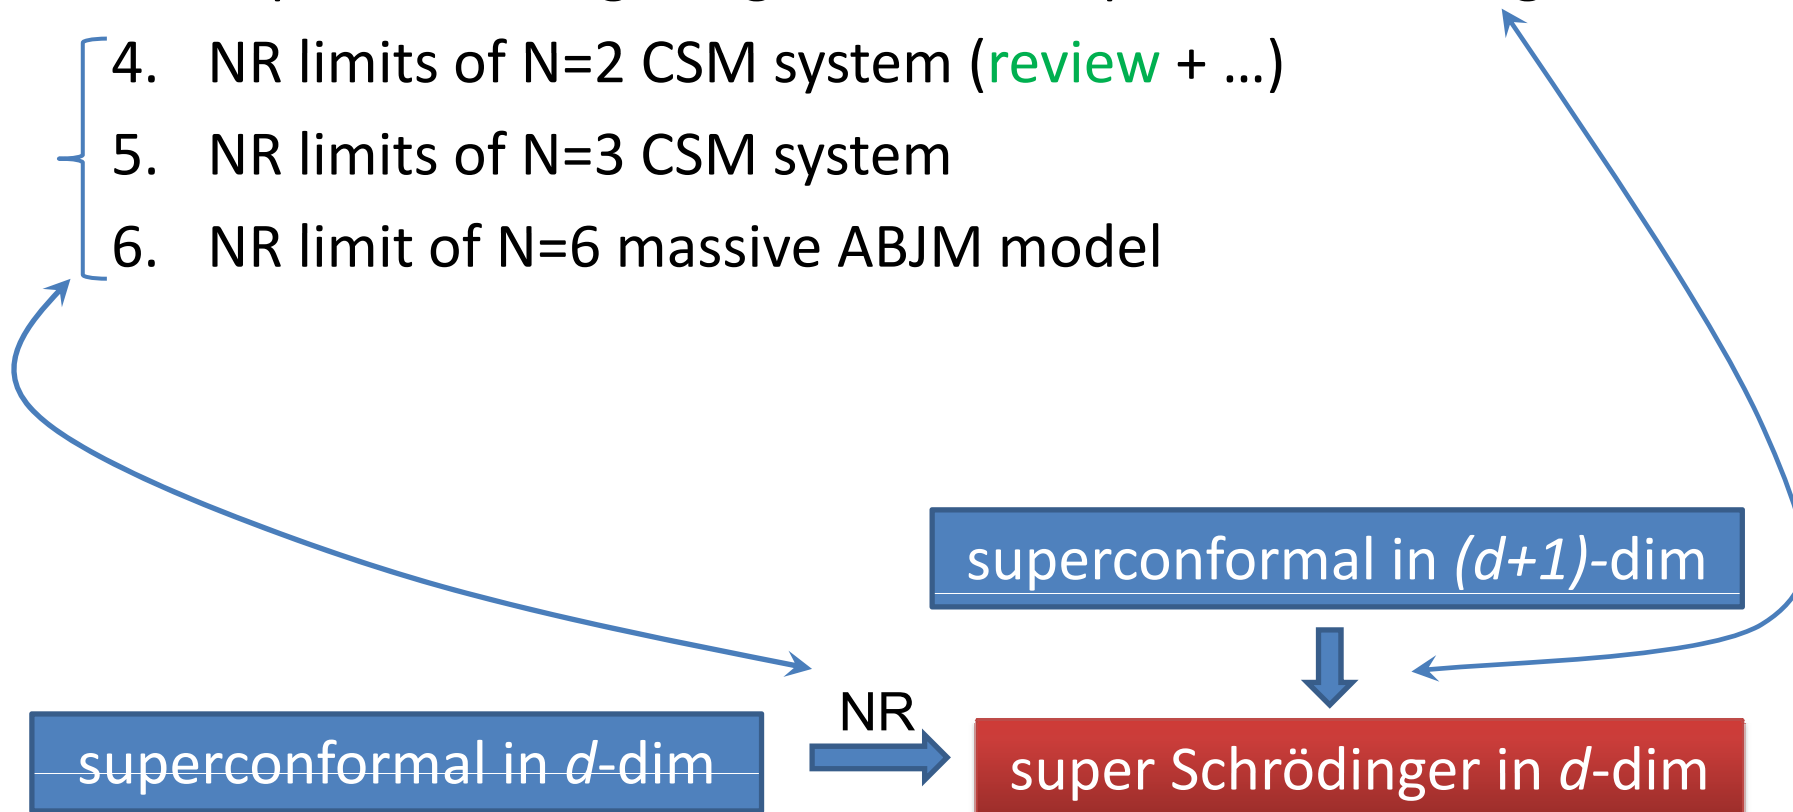 4. NR limits of N=2 CSM system (review + …)
5. NR limits of N=3 CSM system
6. NR limit of N=6 massive ABJM model
superconformal in (d+1)-dim
NR
superconformal in d-dim
super Schrödinger in d-dim